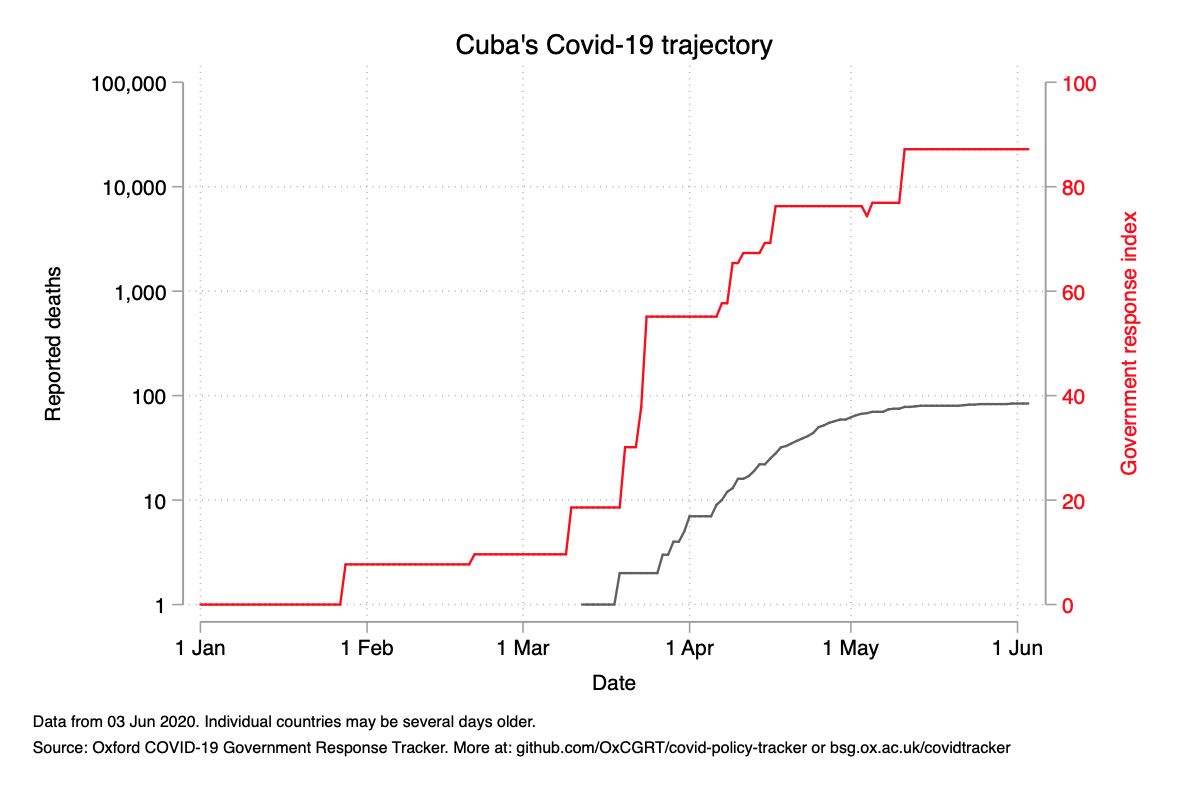 Cuba's Covid-19 trajectory
100,000
10,000
1,000
100
10
1
Reported deaths
100
80
60
40
20
0
Government response index
1 Jan
1 Feb
1 Mar
1 Apr
1 May
1 Jun
Date
Data from 03 Jun 2020. Individual countries may be several days older.
Source: Oxford COVID-19 Government Response Tracker. More at: github.com/OxCGRT/covid-policy-tracker or bsg.ox.ac.uk/covidtracker